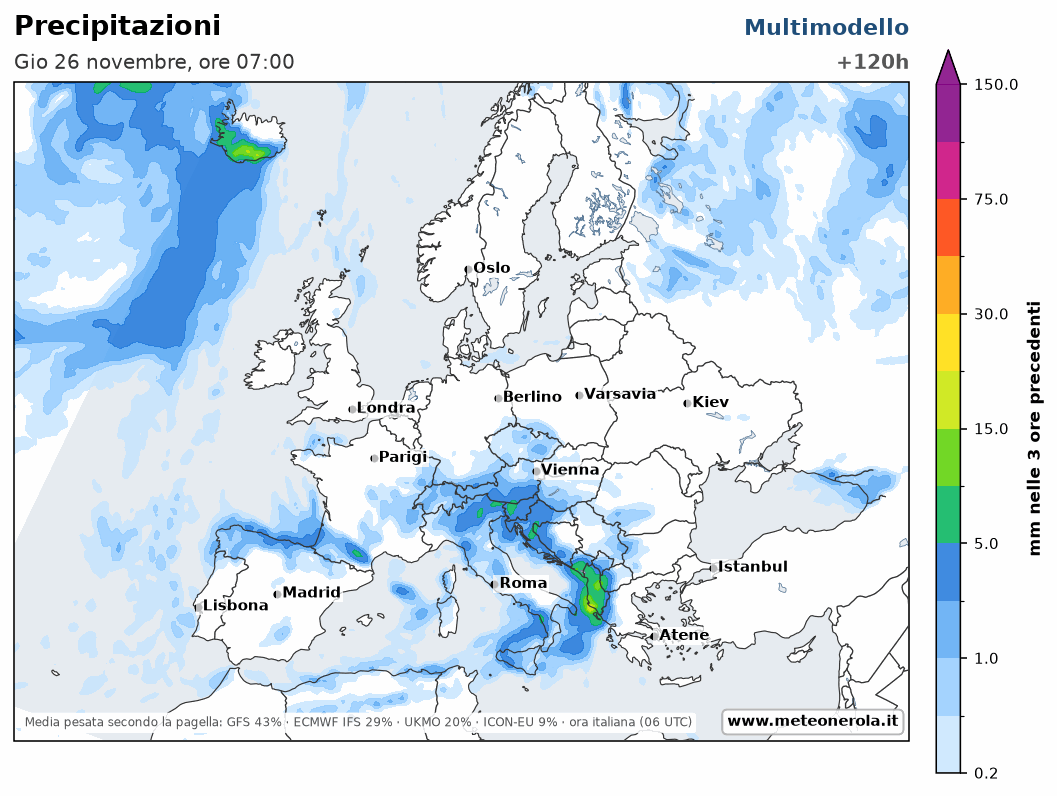 Precipitazioni
Multimodello
Gio 26 novembre, ore 07:00
+120h
150.0
75.0
30.0
15.0
5.0
1.0
0.2
mm nelle 3 ore precedenti
Oslo
Berlino
Varsavia
Kiev
Londra
Parigi
Vienna
Istanbul
Roma
Madrid
Lisbona
Atene
Media pesata secondo la pagella: GFS 43% · ECMWF IFS 29% · UKMO 20% · ICON-EU 9% · ora italiana (06 UTC)
www.meteonerola.it